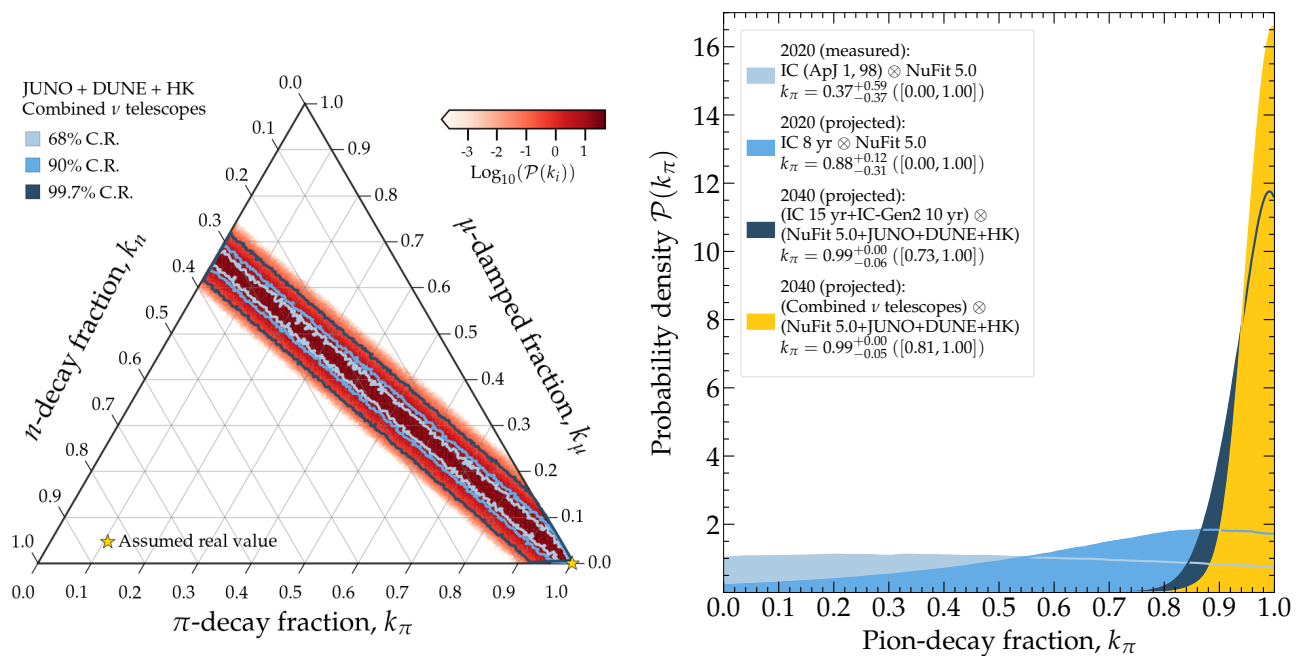 JUNO + DUNE + HK
Combined ν telescopes
68% C.R.
90% C.R.
99.7% C.R.
0.0
0.1
0.2
0.3
0.4
0.5
0.6
0.7
0.8
0.9
1.0
n-decay fraction, kₙ
1.0
0.9
0.8
0.7
0.6
0.5
0.4
0.3
0.2
0.1
0.0
μ-damped fraction, k_μ
-3 -2 -1 0 1
Log₁₀(𝒫(kᵢ))
Assumed real value
0.0 0.1 0.2 0.3 0.4 0.5 0.6 0.7 0.8 0.9 1.0
π-decay fraction, k_π
Probability density 𝒫(k_π)
16
14
12
10
8
6
4
2
0
2020 (measured):
IC (ApJ 1, 98) ⊗ NuFit 5.0
k_π = 0.37^{+0.59}_{−0.37} ([0.00, 1.00])
2020 (projected):
IC 8 yr ⊗ NuFit 5.0
k_π = 0.88^{+0.12}_{−0.31} ([0.00, 1.00])
2040 (projected):
(IC 15 yr+IC-Gen2 10 yr) ⊗
(NuFit 5.0+JUNO+DUNE+HK)
k_π = 0.99^{+0.00}_{−0.06} ([0.73, 1.00])
2040 (projected):
(Combined ν telescopes) ⊗
(NuFit 5.0+JUNO+DUNE+HK)
k_π = 0.99^{+0.00}_{−0.05} ([0.81, 1.00])
0.0 0.1 0.2 0.3 0.4 0.5 0.6 0.7 0.8 0.9 1.0
Pion-decay fraction, k_π